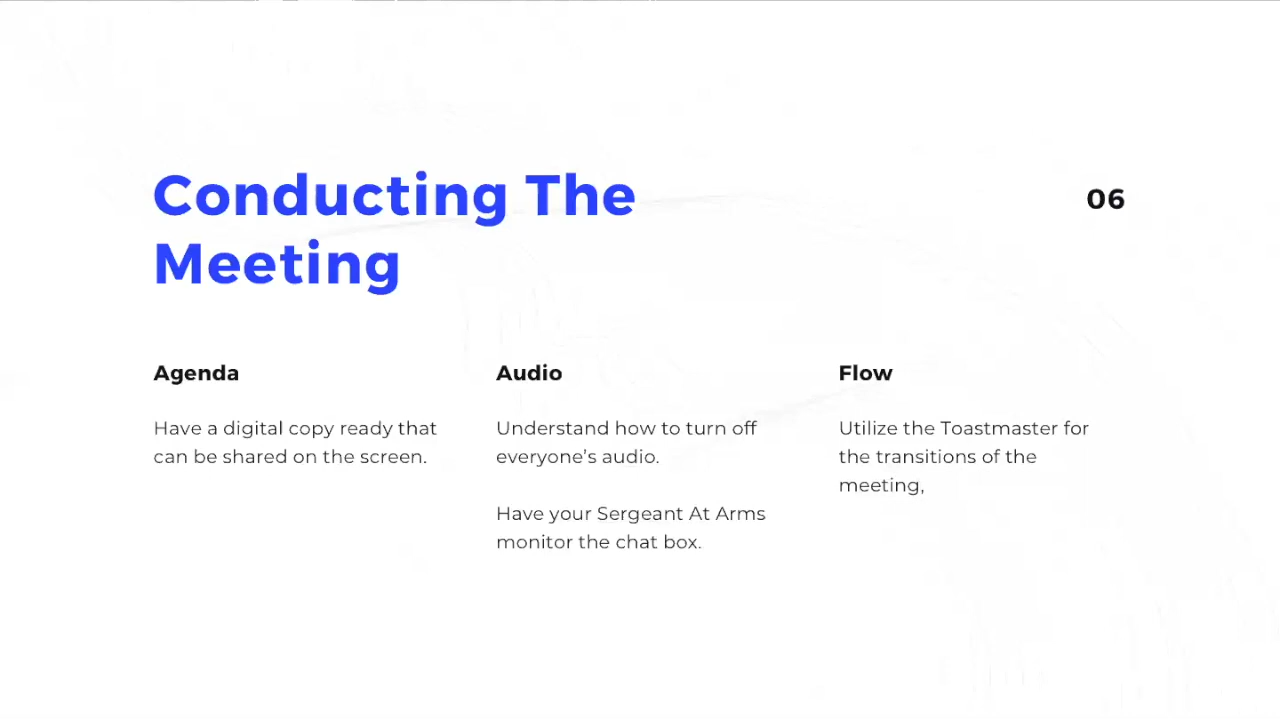 Conducting The
Meeting
06
Agenda
Have a digital copy ready that
can be shared on the screen.
Audio
Understand how to turn off
everyone's audio.
Have your Sergeant At Arms
monitor the chat box.
Flow
Utilize the Toastmaster for
the transitions of the
meeting,